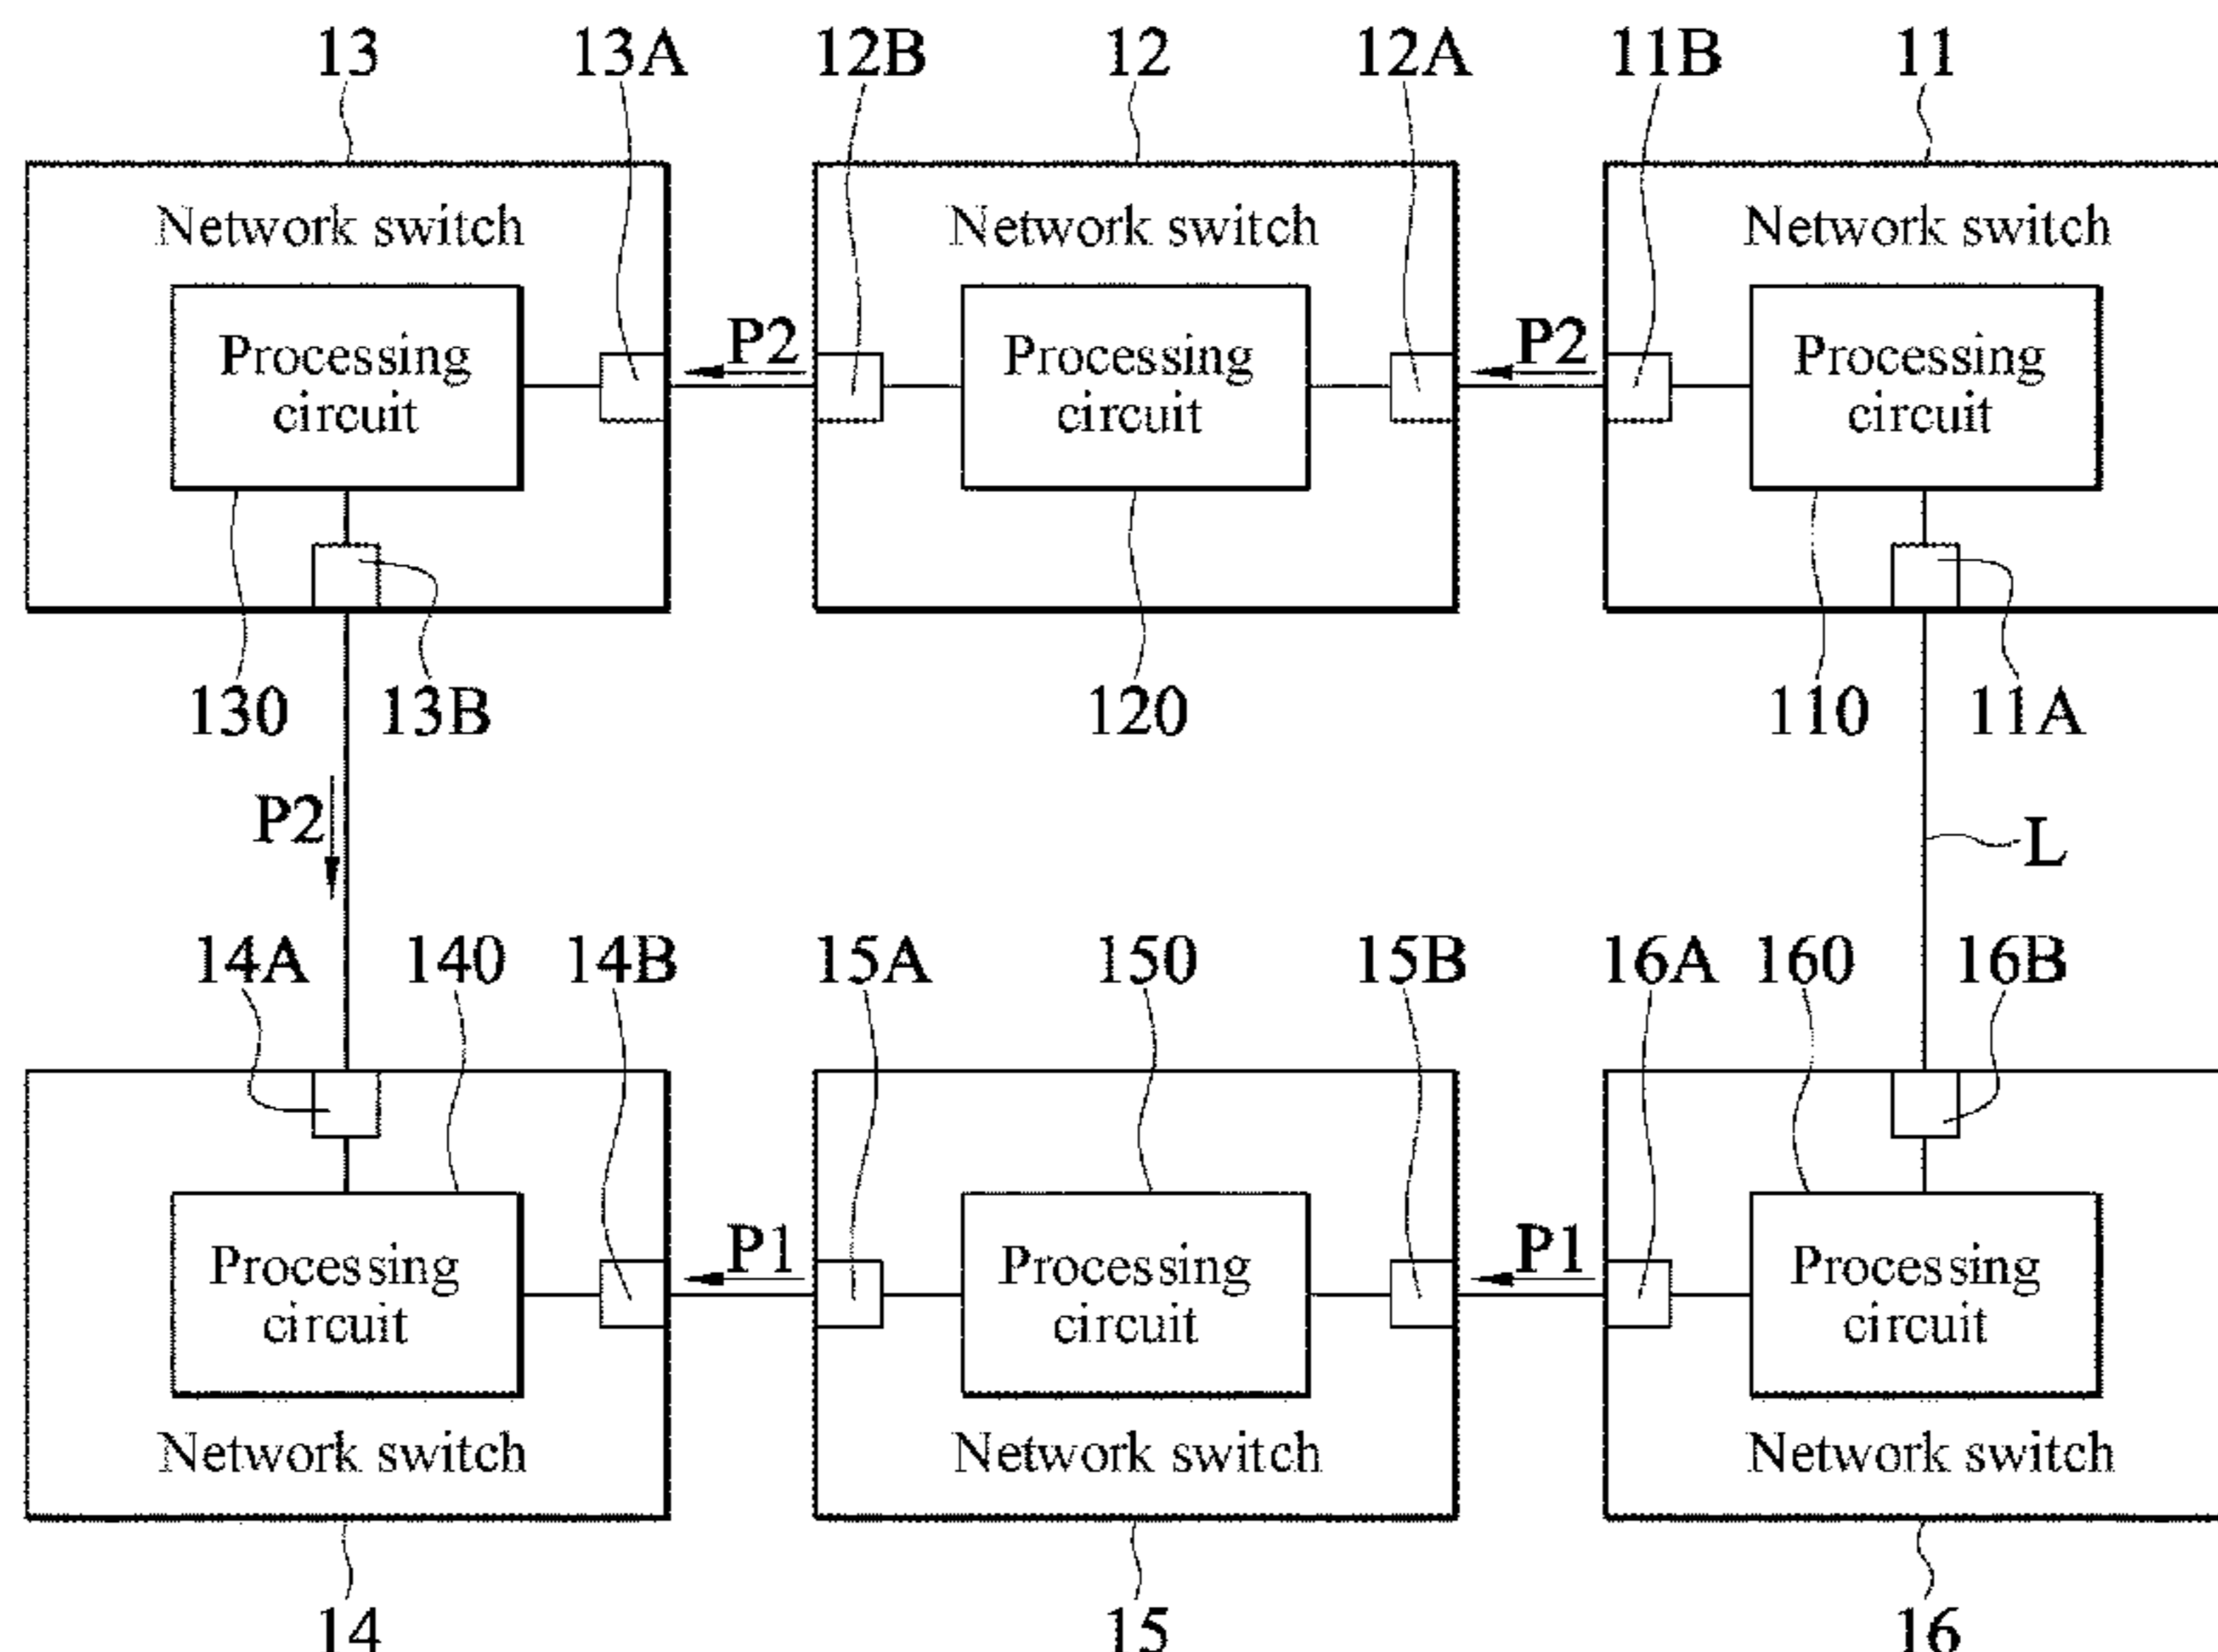 13 13A 12B 12 12A 11B 11
Network switch Network switch Network switch
Processing Processing Processing
circuit circuit circuit
P2 P2
130 13B 120 110 11A
P2
L
14A 140 14B 15A 150 15B 16A 160 16B
P1 P1
Processing Processing Processing
circuit circuit circuit
Network switch Network switch Network switch
14 15 16